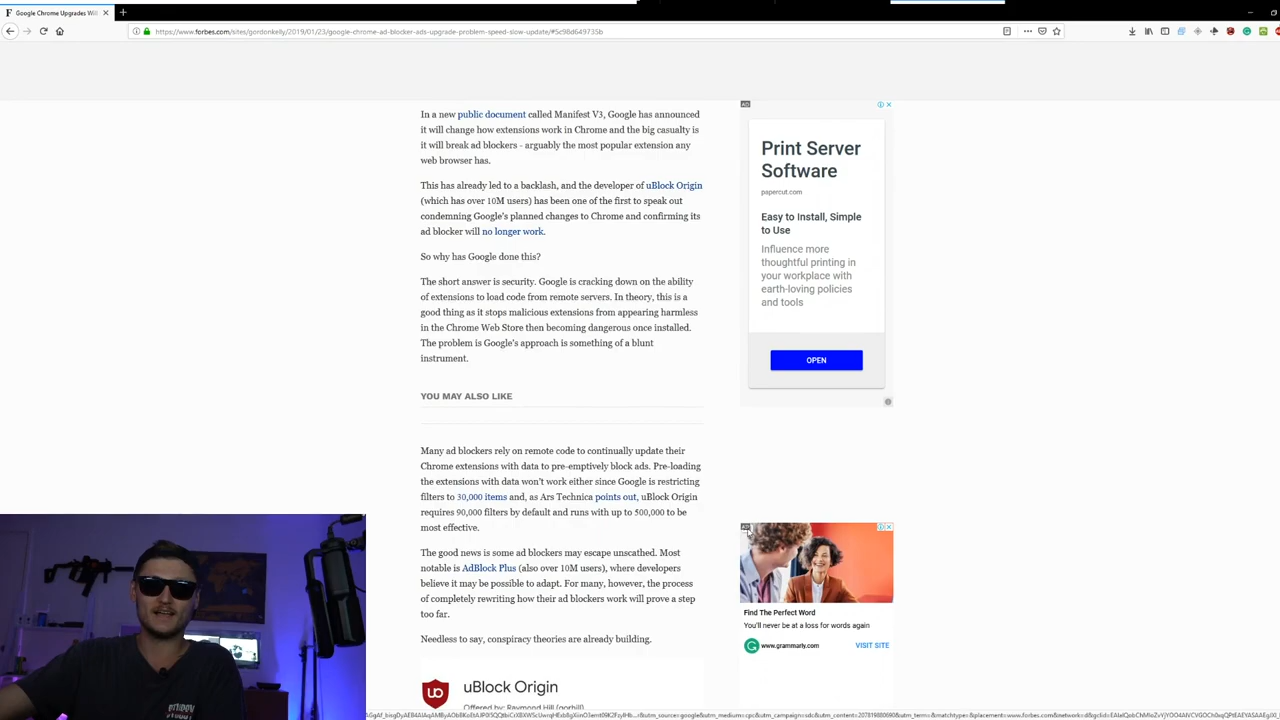 Google Chrome Upgrades Wil
https://www.forbes.com/sites/gordonkelly/2019/01/23/google-chrome-ad-blocker-ads-upgrade-problem-speed-slow-update/#5c98d649735b
In a new public document called Manifest V3, Google has announced
it will change how extensions work in Chrome and the big casualty is
it will break ad blockers - arguably the most popular extension any
web browser has.
This has already led to a backlash, and the developer of uBlock Origin
(which has over 10M users) has been one of the first to speak out
condemning Google's planned changes to Chrome and confirming its
ad blocker will no longer work.
So why has Google done this?
The short answer is security. Google is cracking down on the ability
of extensions to load code from remote servers. In theory, this is a
good thing as it stops malicious extensions from appearing harmless
in the Chrome Web Store then becoming dangerous once installed.
The problem is Google's approach is something of a blunt
instrument.
YOU MAY ALSO LIKE
Many ad blockers rely on remote code to continually update their
Chrome extensions with data to pre-emptively block ads. Pre-loading
the extensions with data won't work either since Google is restricting
filters to 30,000 items and, as Ars Technica points out, uBlock Origin
requires 90,000 filters by default and runs with up to 500,000 to be
most effective.
The good news is some ad blockers may escape unscathed. Most
notable is AdBlock Plus (also over 10M users), where developers
believe it may be possible to adapt. For many, however, the process
of completely rewriting how their ad blockers work will prove a step
too far.
Needless to say, conspiracy theories are already building.
uBlock Origin
Offered by: Raymond Hill (gorhill)
AD
Print Server
Software
papercut.com
Easy to Install, Simple
to Use
Influence more
thoughtful printing in
your workplace with
earth-loving policies
and tools
OPEN
AD
Find The Perfect Word
You'll never be at a loss for words again
www.grammarly.com
VISIT SITE